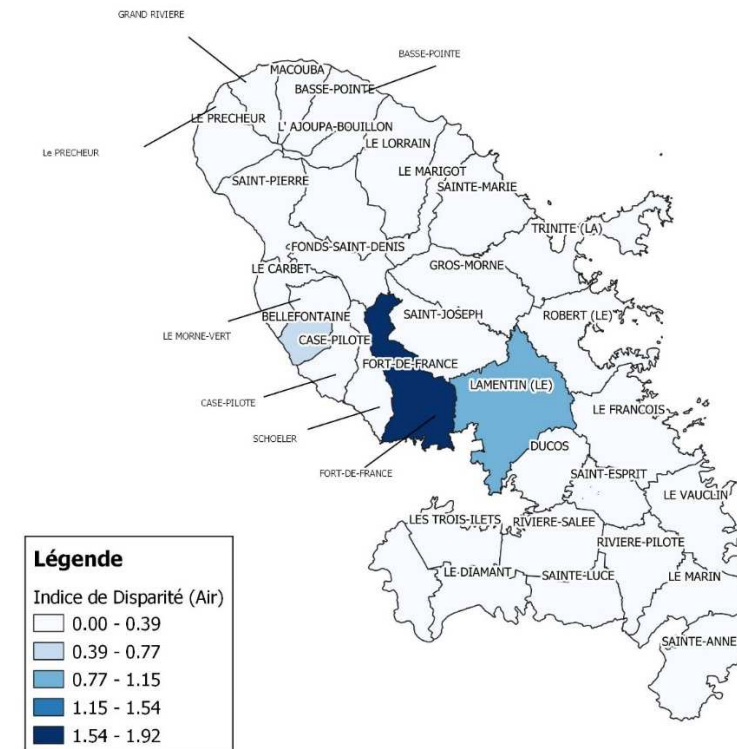 GRAND RIVIERE
MACOUBA
BASSE-POINTE
BASSE-POINTE
LE PRECHEUR
L' AJOUPA-BOUILLON
LE LORRAIN
Le PRECHEUR
LE MARIGOT
SAINT-PIERRE
SAINTE-MARIE
TRINITE (LA)
FONDS-SAINT-DENIS
GROS-MORNE
LE CARBET
BELLEFONTAINE
SAINT-JOSEPH
ROBERT (LE)
LE MORNE-VERT
CASE-PILOTE
FORT-DE-FRANCE
LAMENTIN (LE)
CASE-PILOTE
LE FRANCOIS
SCHOELER
DUCOS
FORT-DE-FRANCE
SAINT-ESPRIT
LE VAUCLIN
LES TROIS-ILETS
RIVIERE-SALEE
RIVIERE-PILOTE
LE DIAMANT
SAINTE-LUCE
LE MARIN
SAINTE-ANNE
Légende
Indice de Disparité (Air)
0.00 - 0.39
0.39 - 0.77
0.77 - 1.15
1.15 - 1.54
1.54 - 1.92